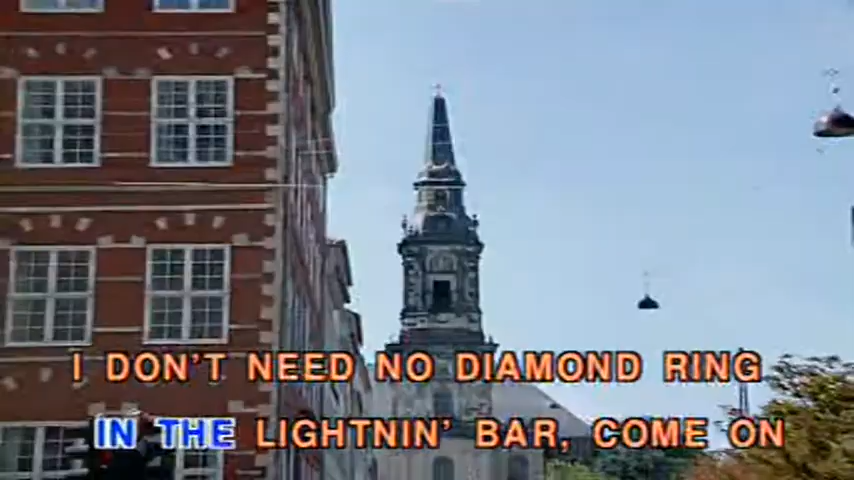 I DON'T NEED NO DIAMOND RING
IN THE LIGHTNIN' BAR, COME ON